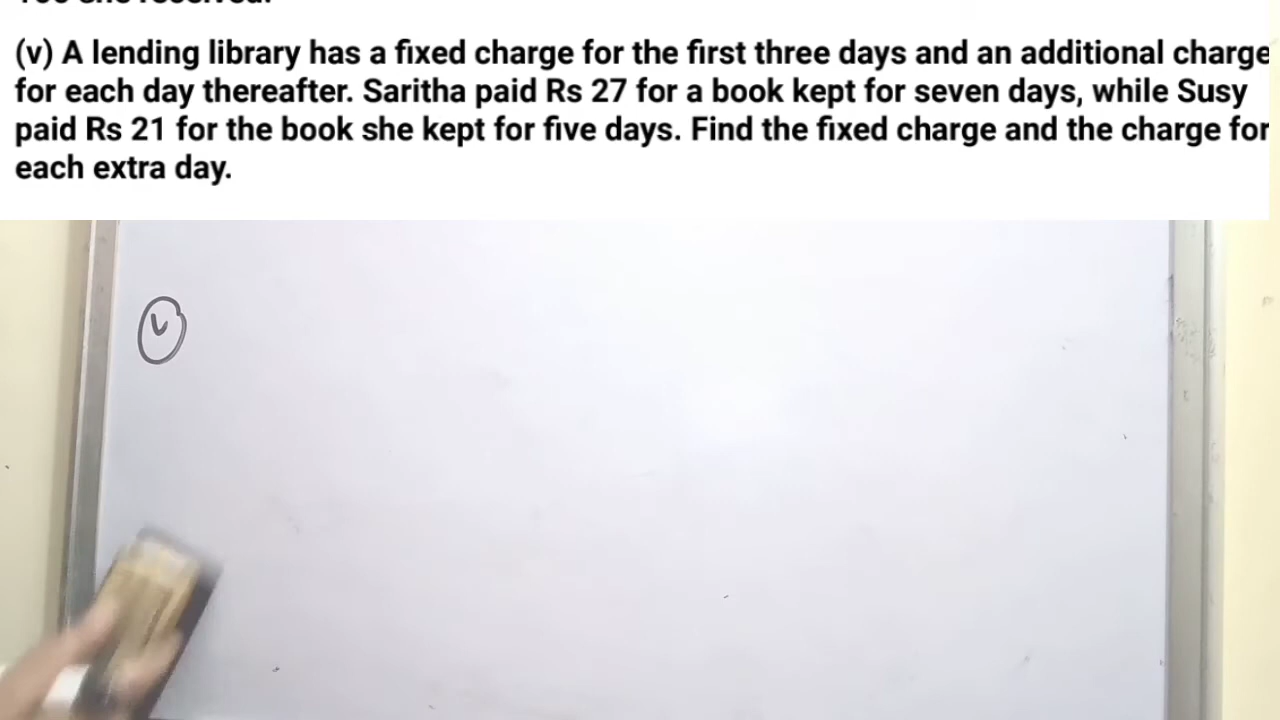 (v) A lending library has a fixed charge for the first three days and an additional charge
for each day thereafter. Saritha paid Rs 27 for a book kept for seven days, while Susy
paid Rs 21 for the book she kept for five days. Find the fixed charge and the charge for
each extra day.